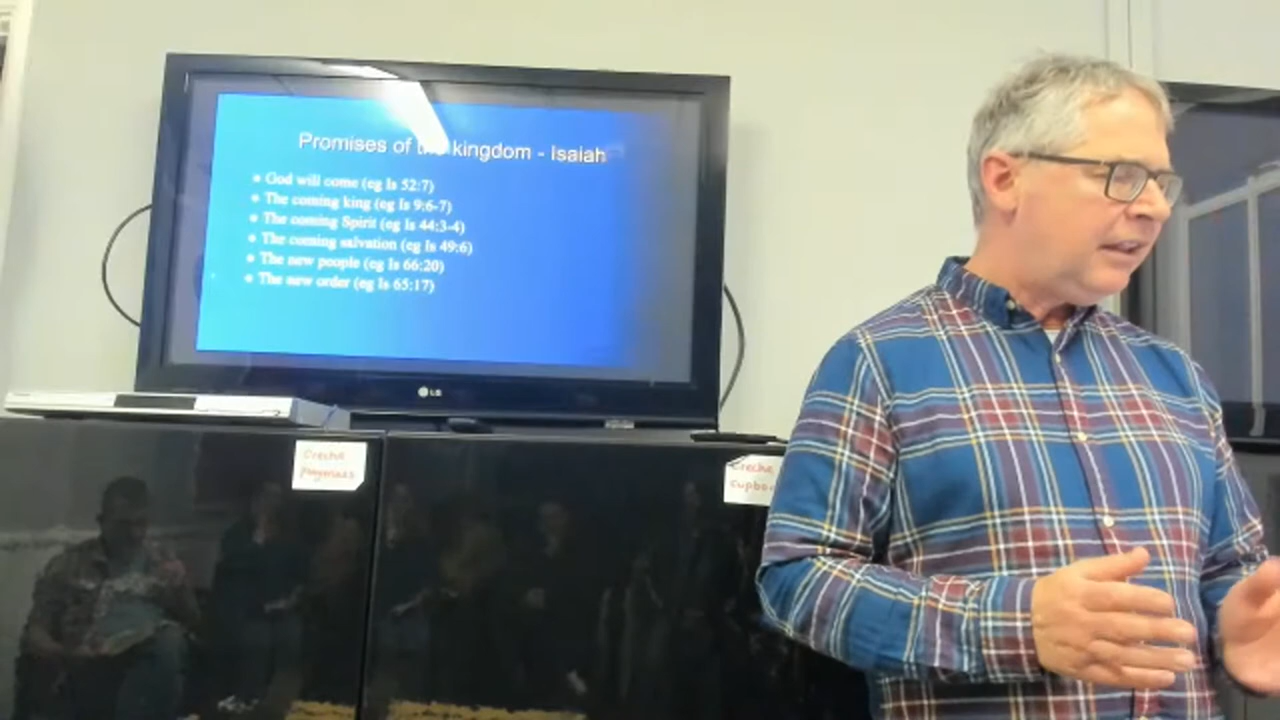 Promises of the kingdom - Isaiah
• God will come (eg Is 52:7)
• The coming king (eg Is 9:6-7)
• The coming Spirit (eg Is 44:3-4)
• The coming salvation (eg Is 49:6)
• The new people (eg Is 66:20)
• The new order (eg Is 65:17)
LG
Creche
Creche